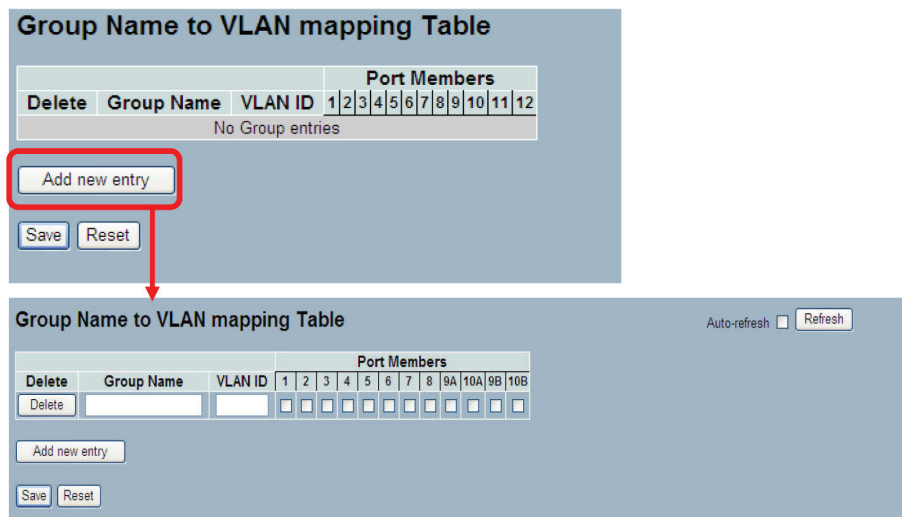 Group Name to VLAN mapping Table
Port Members
Delete Group Name VLAN ID 1 2 3 4 5 6 7 8 9 10 11 12
No Group entries
Add new entry
Save Reset
Group Name to VLAN mapping Table
Auto-refresh Refresh
Port Members
Delete Group Name VLAN ID 1 2 3 4 5 6 7 8 9A 10A 9B 10B
Delete
Add new entry
Save Reset